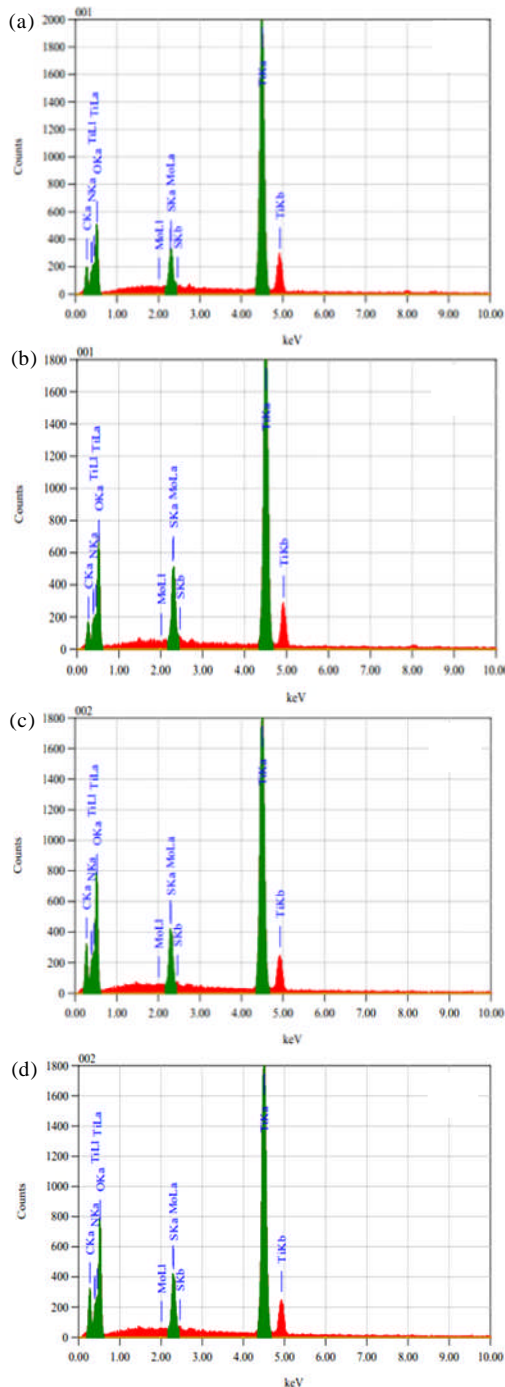 (a)
001
2000
1800
1600
1400
1200
1000
800
600
400
200
0
Counts
CKa
NKa
TiLl
OKa
TiLa
MoLl
SKa MoLa
SKb
TiKa
TiKb
0.00 1.00 2.00 3.00 4.00 5.00 6.00 7.00 8.00 9.00 10.00
keV
(b)
001
1800
1600
1400
1200
1000
800
600
400
200
0
Counts
CKa
NKa
TiLl
OKa
TiLa
MoLl
SKa MoLa
SKb
TiKa
TiKb
0.00 1.00 2.00 3.00 4.00 5.00 6.00 7.00 8.00 9.00 10.00
keV
(c)
002
1800
1600
1400
1200
1000
800
600
400
200
0
Counts
CKa
NKa
TiLl
OKa
TiLa
MoLl
SKa MoLa
SKb
TiKa
TiKb
0.00 1.00 2.00 3.00 4.00 5.00 6.00 7.00 8.00 9.00 10.00
keV
(d)
002
1800
1600
1400
1200
1000
800
600
400
200
0
Counts
CKa
NKa
TiLl
OKa
TiLa
MoLl
SKa MoLa
SKb
TiKa
TiKb
0.00 1.00 2.00 3.00 4.00 5.00 6.00 7.00 8.00 9.00 10.00
keV